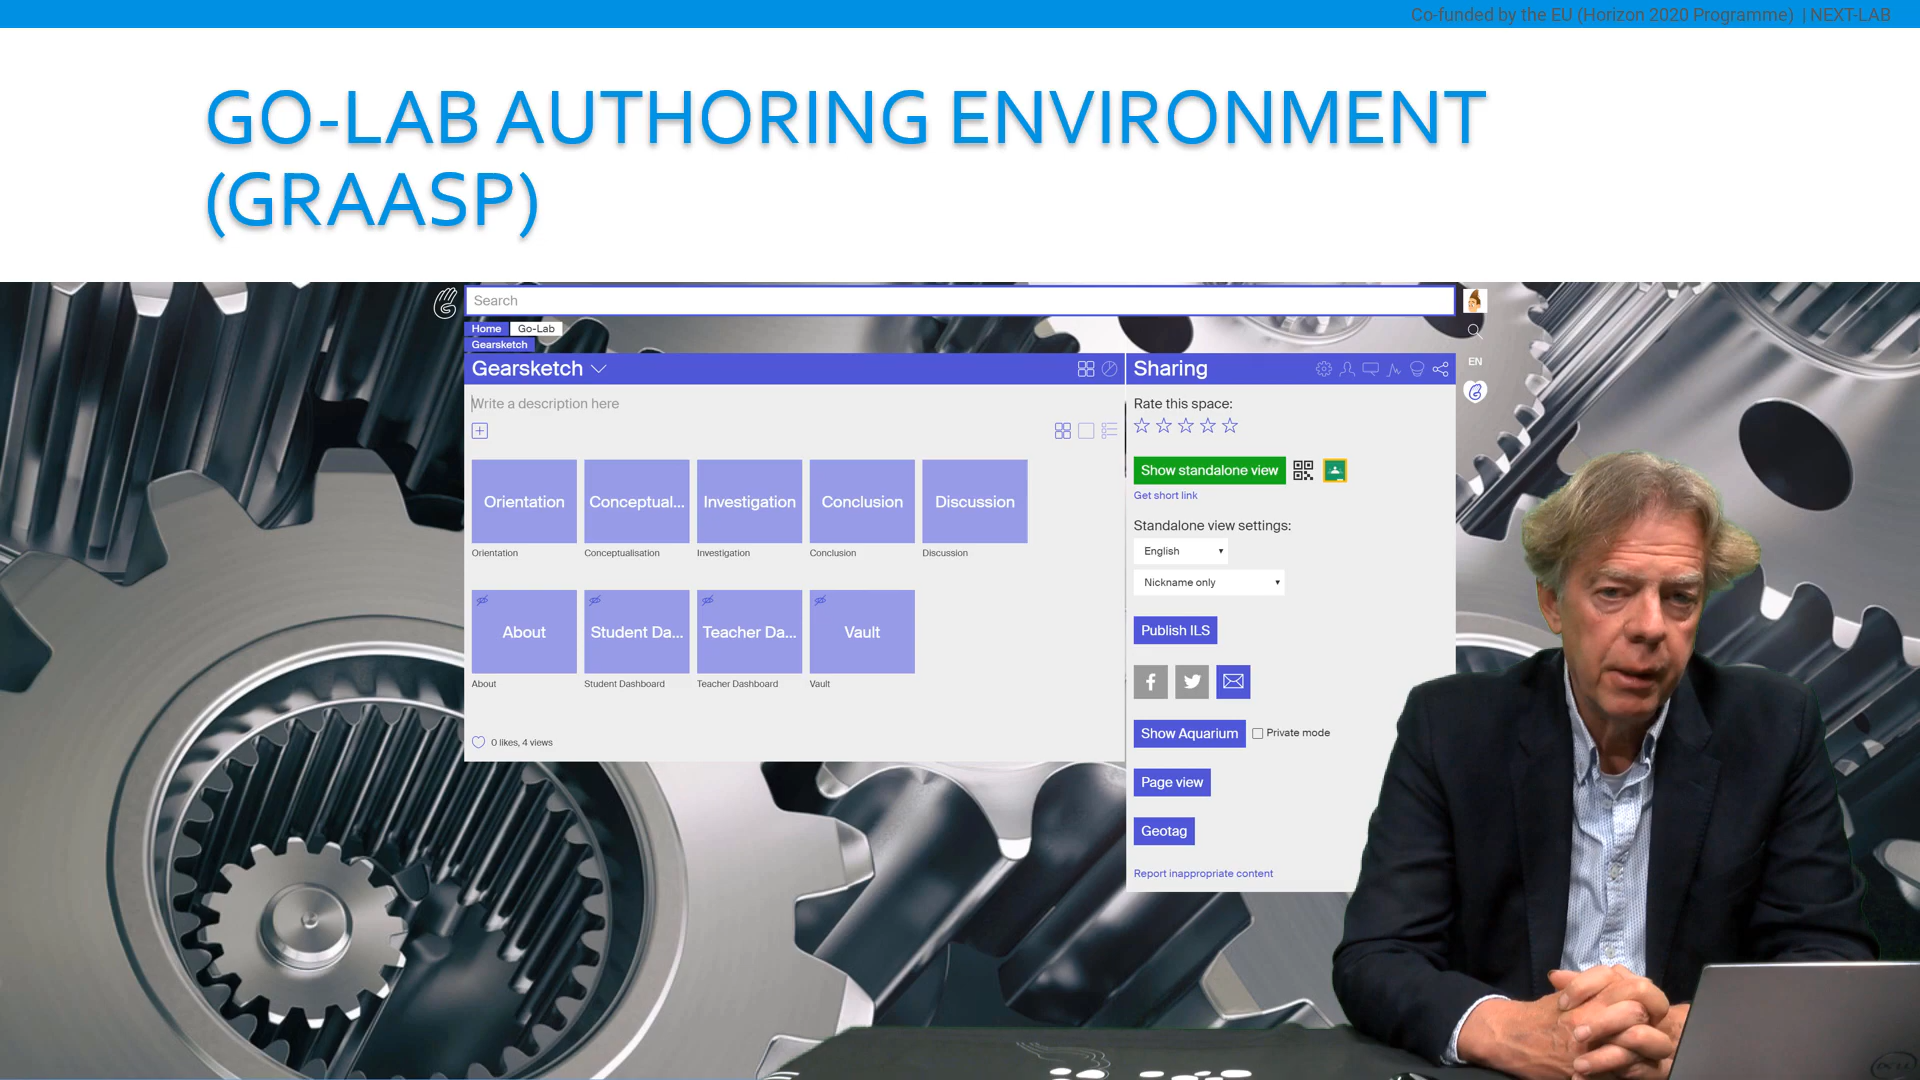 Co-funded by the EU (Horizon 2020 Programme) | NEXT-LAB
GO-LAB AUTHORING ENVIRONMENT
(GRAASP)
Search
Home Go-Lab
Gearsketch
EN
Gearsketch
Sharing
Write a description here
Rate this space:
Show standalone view
Get short link
Orientation Conceptual... Investigation Conclusion Discussion
Orientation Conceptualisation Investigation Conclusion Discussion
Standalone view settings:
English
Nickname only
About Student Da... Teacher Da... Vault
About Student Dashboard Teacher Dashboard Vault
Publish ILS
0 likes, 4 views
Show Aquarium Private mode
Page view
Geotag
Report inappropriate content